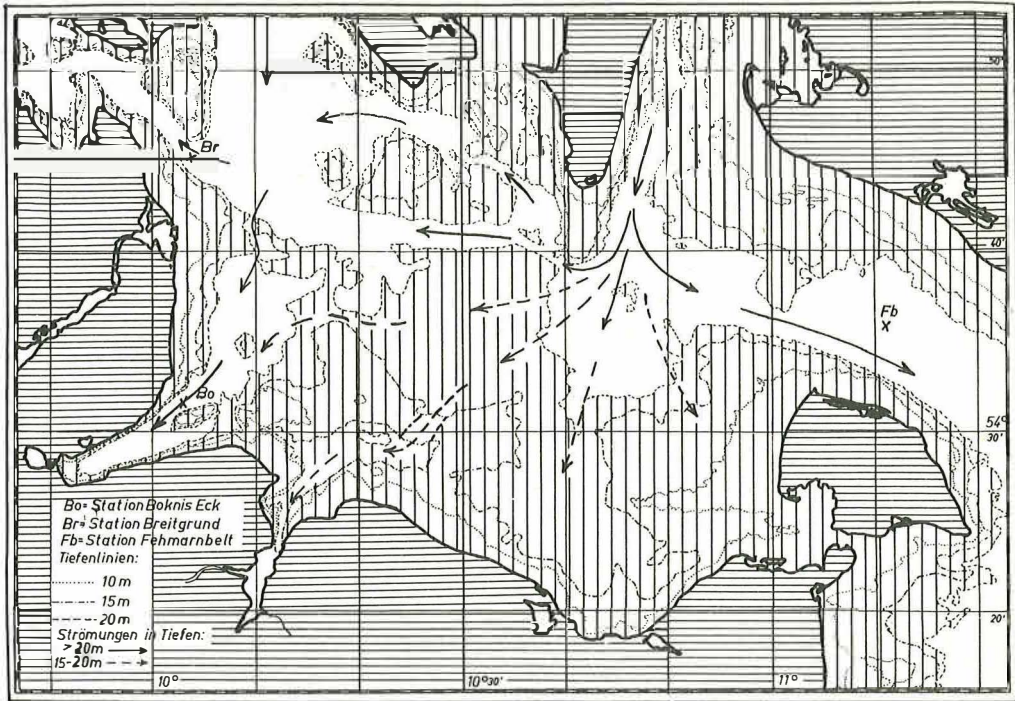 50'
Br
40'
Fb
Bo
54°
30'
Bo= Station Boknis Eck
Br= Station Breitgrund
Fb= Station Fehmarnbelt
Tiefenlinien:
10 m
15 m
20 m
Strömungen in Tiefen:
> 20m
15-20m
20'
10°
10°30'
11°